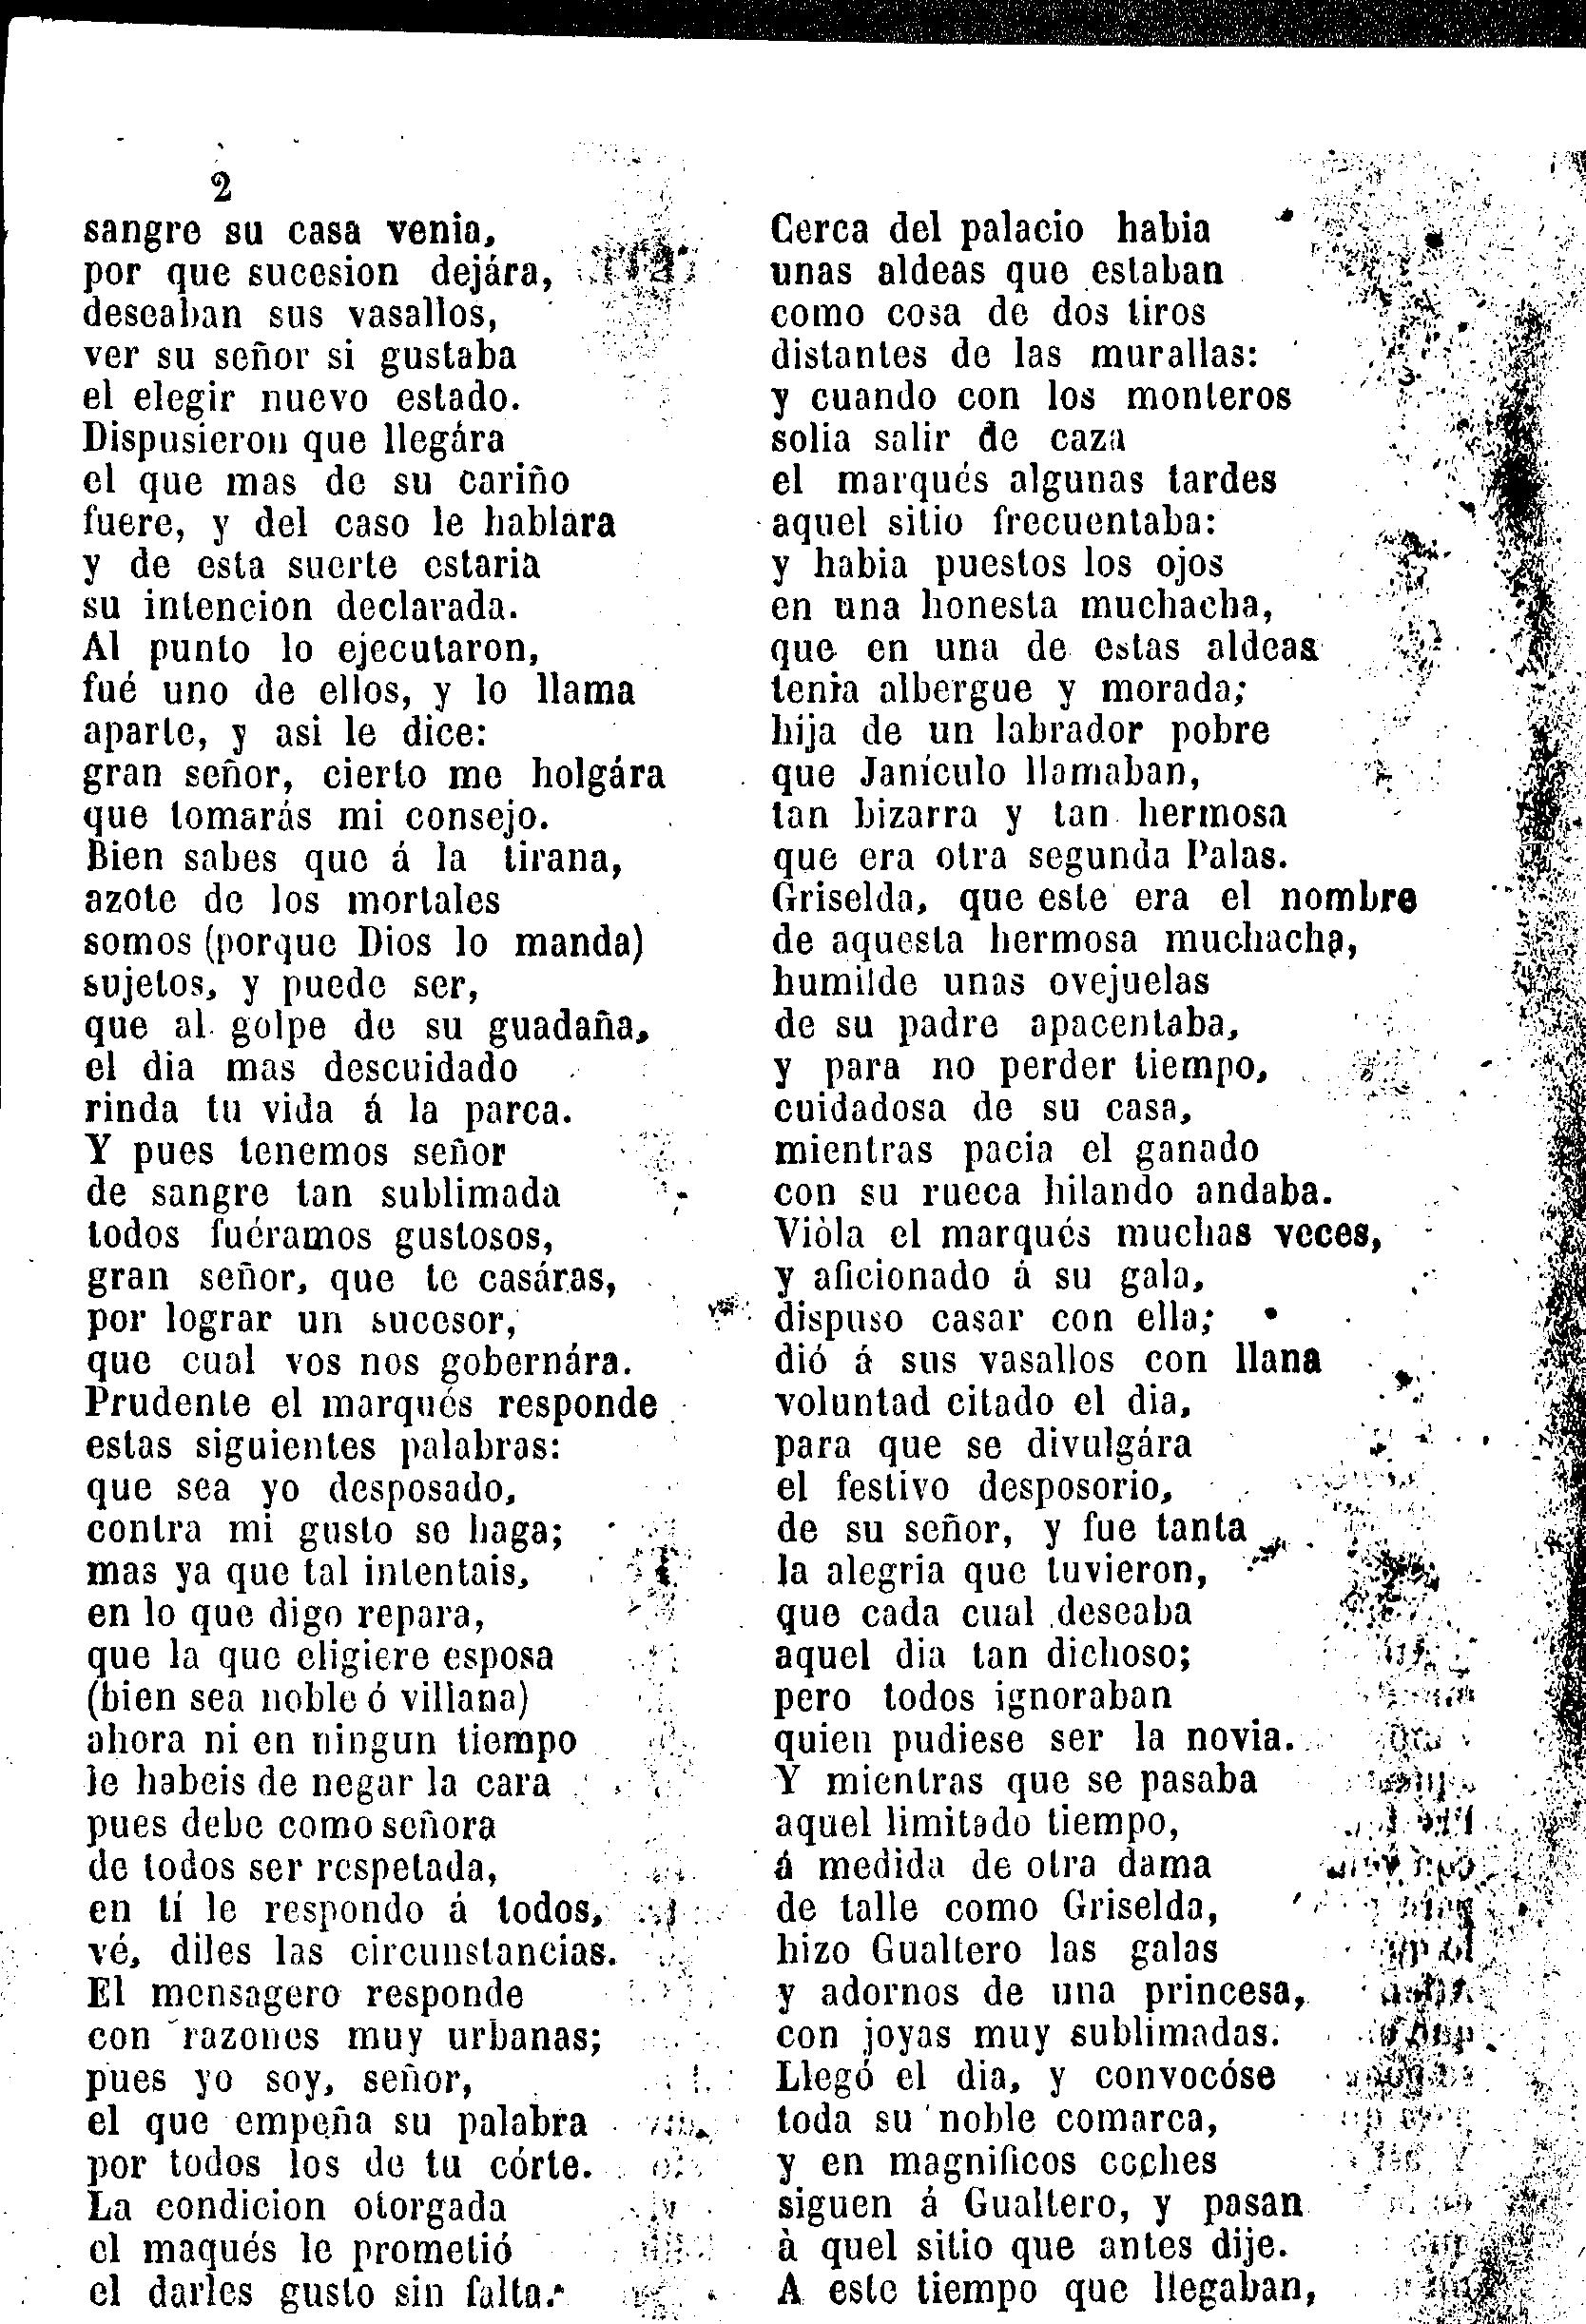 2
sangre su casa venia,
por que sucesion dejára,
deseaban sus vasallos,
ver su señor si gustaba
el elegir nuevo estado.
Dispusieron que llegára
el que mas de su cariño
fuere, y del caso le hablara
y de esta suerte estaria
su intencion declarada.
Al punto lo ejecutaron,
fué uno de ellos, y lo llama
aparte, y asi le dice:
gran señor, cierto me holgára
que tomarás mi consejo.
Bien sabes que á la tirana,
azote de los mortales
somos (porque Dios lo manda)
sujetos, y puede ser,
que al golpe de su guadaña,
el dia mas descuidado
rinda tu vida á la parca.
Y pues tenemos señor
de sangre tan sublimada
todos fuéramos gustosos,
gran señor, que te casáras,
por lograr un sucesor,
que cual vos nos gobernára.
Prudente el marqués responde
estas siguientes palabras:
que sea yo desposado,
contra mi gusto se haga;
mas ya que tal intentais,
en lo que digo repara,
que la que eligiere esposa
(bien sea noble ó villana)
ahora ni en ningun tiempo
le habeis de negar la cara
pues debe como señora
de todos ser respetada,
en tí le respondo á todos,
vé, diles las circunstancias.
El mensagero responde
con razones muy urbanas;
pues yo soy, señor,
el que empeña su palabra
por todos los de tu córte.
La condicion otorgada
el maqués le prometió
el darles gusto sin falta.
Cerca del palacio habia
unas aldeas que estaban
como cosa de dos tiros
distantes de las murallas:
y cuando con los monteros
solia salir de caza
el marqués algunas tardes
aquel sitio frecuentaba:
y habia puestos los ojos
en una honesta muchacha,
que en una de estas aldeas
tenia albergue y morada;
hija de un labrador pobre
que Janículo llamaban,
tan bizarra y tan hermosa
que era otra segunda Palas.
Griselda, que este era el nombre
de aquesta hermosa muchacha,
humilde unas ovejuelas
de su padre apacentaba,
y para no perder tiempo,
cuidadosa de su casa,
mientras pacia el ganado
con su rueca hilando andaba.
Viòla el marqués muchas veces,
y aficionado á su gala,
dispuso casar con ella;
dió á sus vasallos con llana
voluntad citado el dia,
para que se divulgára
el festivo desposorio,
de su señor, y fue tanta
la alegria que tuvieron,
que cada cual deseaba
aquel dia tan dichoso;
pero todos ignoraban
quien pudiese ser la novia.
Y mientras que se pasaba
aquel limitado tiempo,
á medida de otra dama
de talle como Griselda,
hizo Gualtero las galas
y adornos de una princesa,
con joyas muy sublimadas.
Llegó el dia, y convocóse
toda su noble comarca,
y en magnificos coches
siguen á Gualtero, y pasan
à quel sitio que antes dije.
A este tiempo que llegaban,